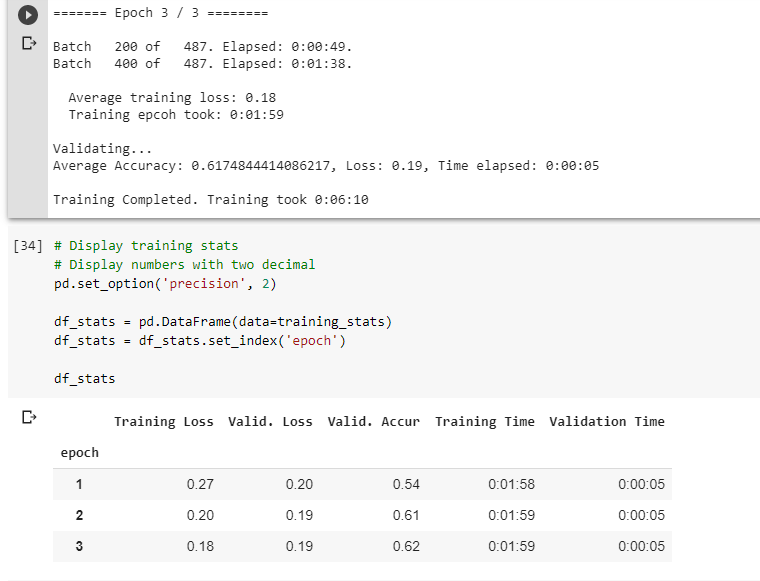 ======= Epoch 3 / 3 ========
Batch   200 of   487. Elapsed: 0:00:49.
Batch   400 of   487. Elapsed: 0:01:38.
Average training loss: 0.18
Training epcoh took: 0:01:59
Validating...
Average Accuracy: 0.6174844414086217, Loss: 0.19, Time elapsed: 0:00:05
Training Completed. Training took 0:06:10
[34] # Display training stats
# Display numbers with two decimal
pd.set_option('precision', 2)
df_stats = pd.DataFrame(data=training_stats)
df_stats = df_stats.set_index('epoch')
df_stats
Training Loss Valid. Loss Valid. Accur Training Time Validation Time
epoch
1 0.27 0.20 0.54 0:01:58 0:00:05
2 0.20 0.19 0.61 0:01:59 0:00:05
3 0.18 0.19 0.62 0:01:59 0:00:05